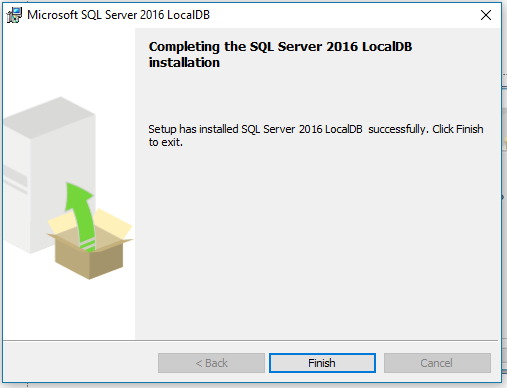 Microsoft SQL Server 2016 LocalDB
Completing the SQL Server 2016 LocalDB
installation
Setup has installed SQL Server 2016 LocalDB  successfully. Click Finish
to exit.
< Back
Finish
Cancel